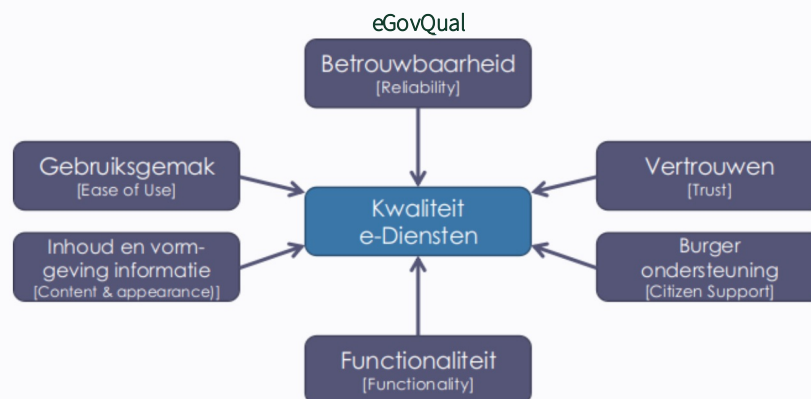 eGovQual
Betrouwbaarheid
[Reliability]
Gebruiksgemak
[Ease of Use]
Vertrouwen
[Trust]
Kwaliteit
e-Diensten
Inhoud en vorm-
geving informatie
[Content & appearance)]
Burger
ondersteuning
[Citizen Support]
Functionaliteit
[Functionality]